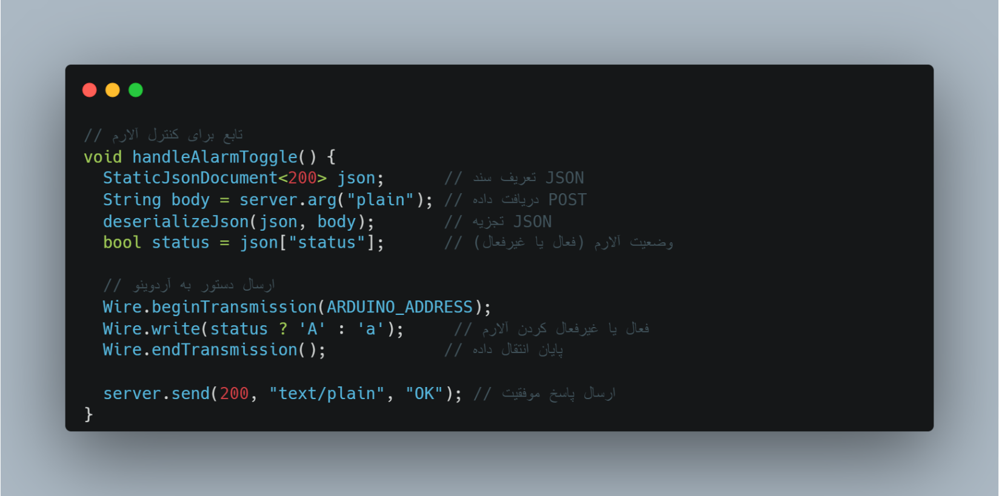 // تابع برای کنترل آلارم
void handleAlarmToggle() {
  StaticJsonDocument<200> json;      // تعریف سند JSON
  String body = server.arg("plain"); // دریافت داده POST
  deserializeJson(json, body);       // تجزیه JSON
  bool status = json["status"];      // وضعیت آلارم (فعال یا غیرفعال)
  // ارسال دستور به آردوینو
  Wire.beginTransmission(ARDUINO_ADDRESS);
  Wire.write(status ? 'A' : 'a');     // فعال یا غیرفعال کردن آلارم
  Wire.endTransmission();            // پایان انتقال داده
  server.send(200, "text/plain", "OK"); // ارسال پاسخ موفقیت
}